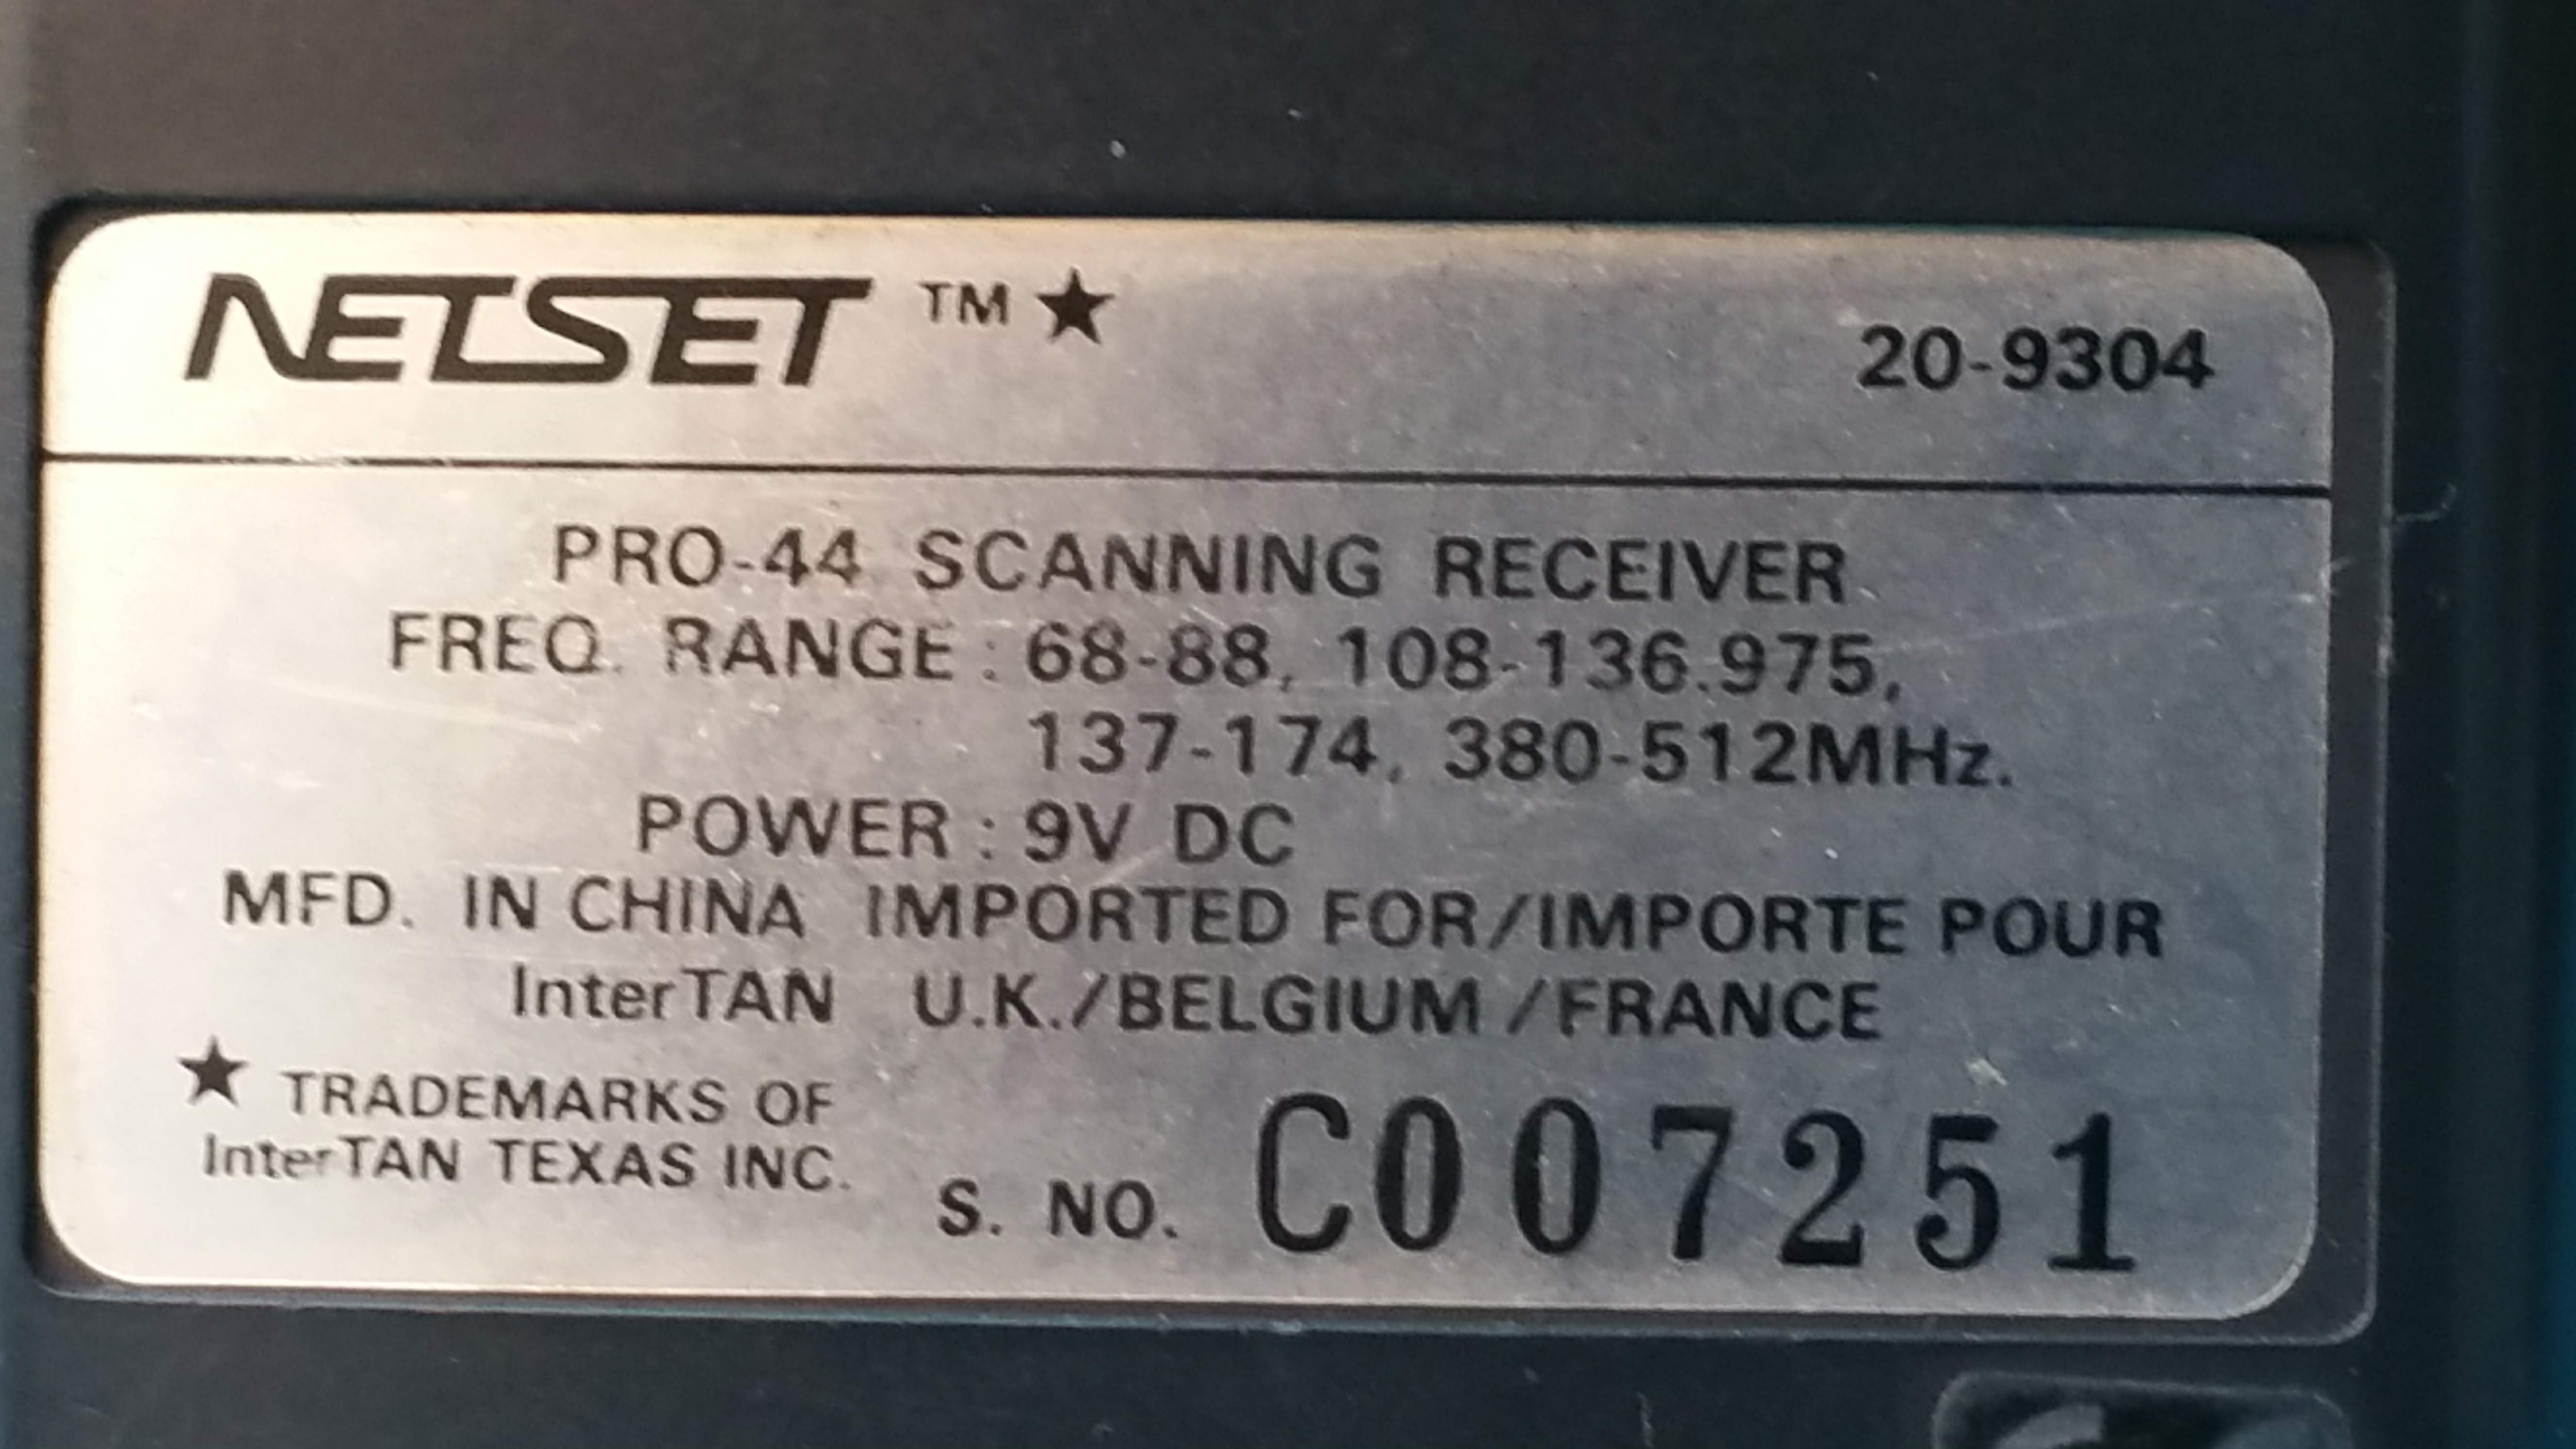 NETSET ™★ 20-9304
PRO-44 SCANNING RECEIVER
FREQ. RANGE : 68-88, 108-136.975,
137-174, 380-512MHz.
POWER : 9V DC
MFD. IN CHINA IMPORTED FOR/IMPORTE POUR
InterTAN U.K./BELGIUM/FRANCE
★ TRADEMARKS OF
InterTAN TEXAS INC.
S. NO. C007251